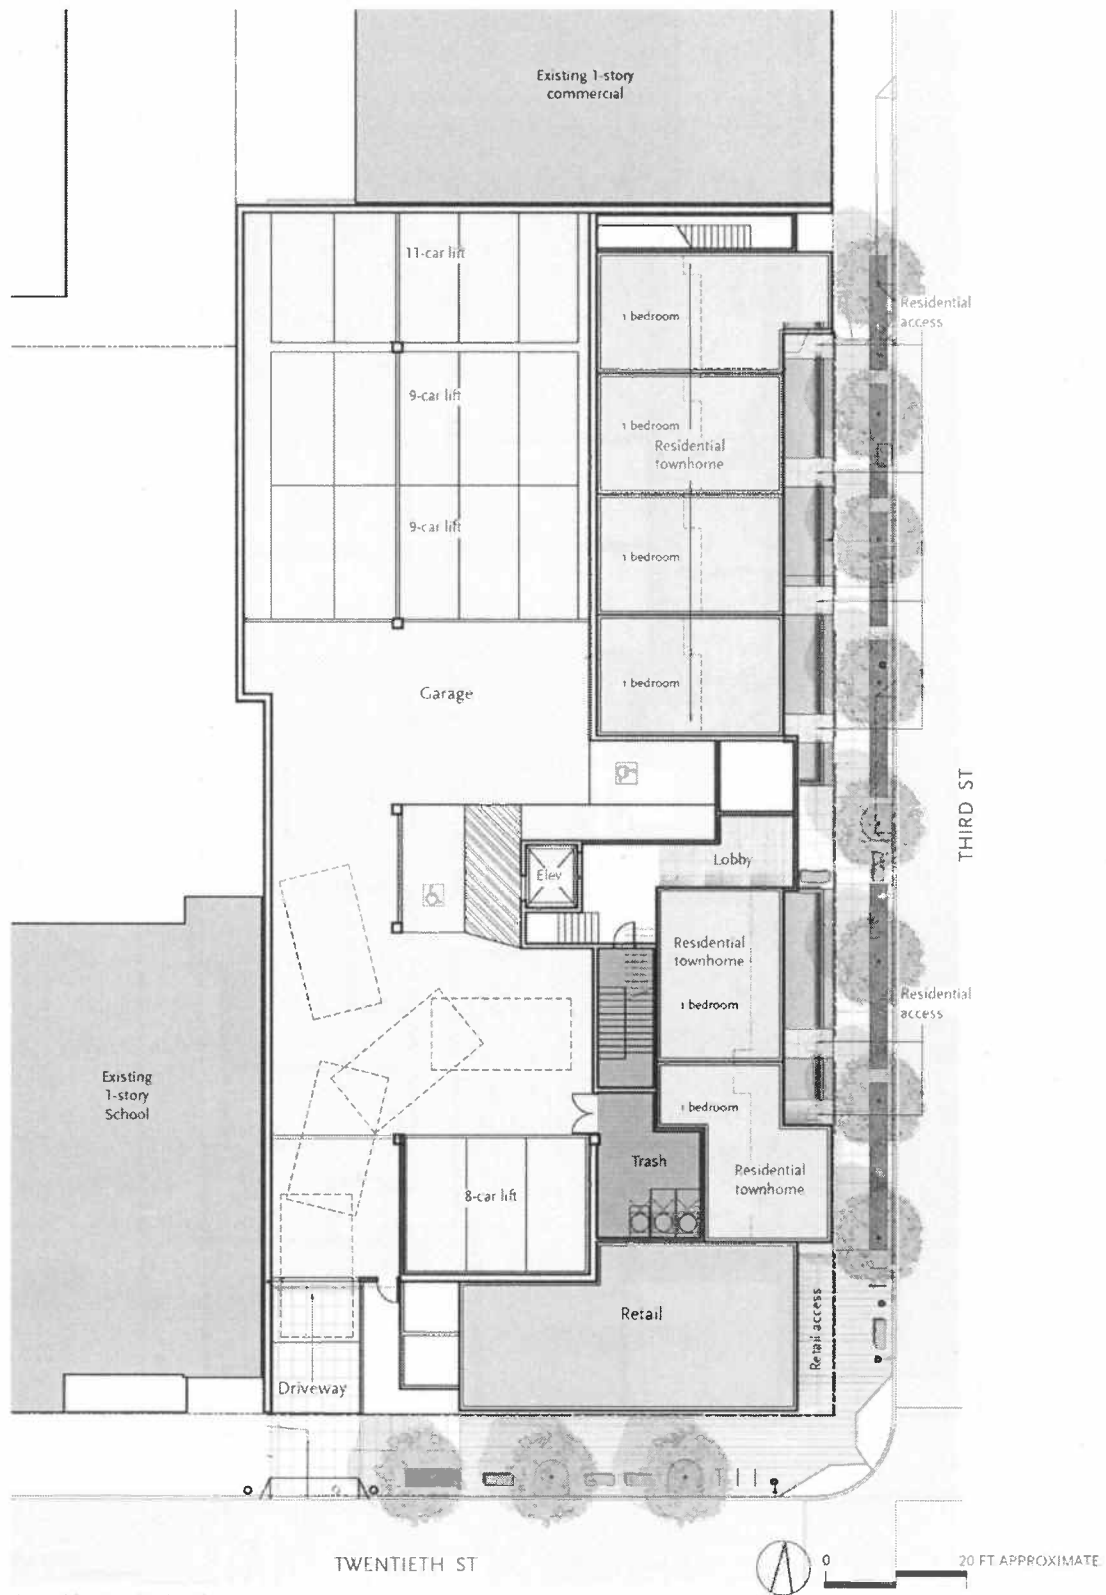 Existing 1-story
commercial
11-car lift
Residential
access
1 bedroom
9-car lift
1 bedroom
Residential
townhome
9-car lift
1 bedroom
1 bedroom
Garage
THIRD ST
Lobby
Elev
Residential
townhome
1 bedroom
Residential
access
Existing
1-story
School
1 bedroom
Trash
Residential
townhome
8-car lift
Retail
Retail access
Driveway
TWENTIETH ST
0
20 FT APPROXIMATE